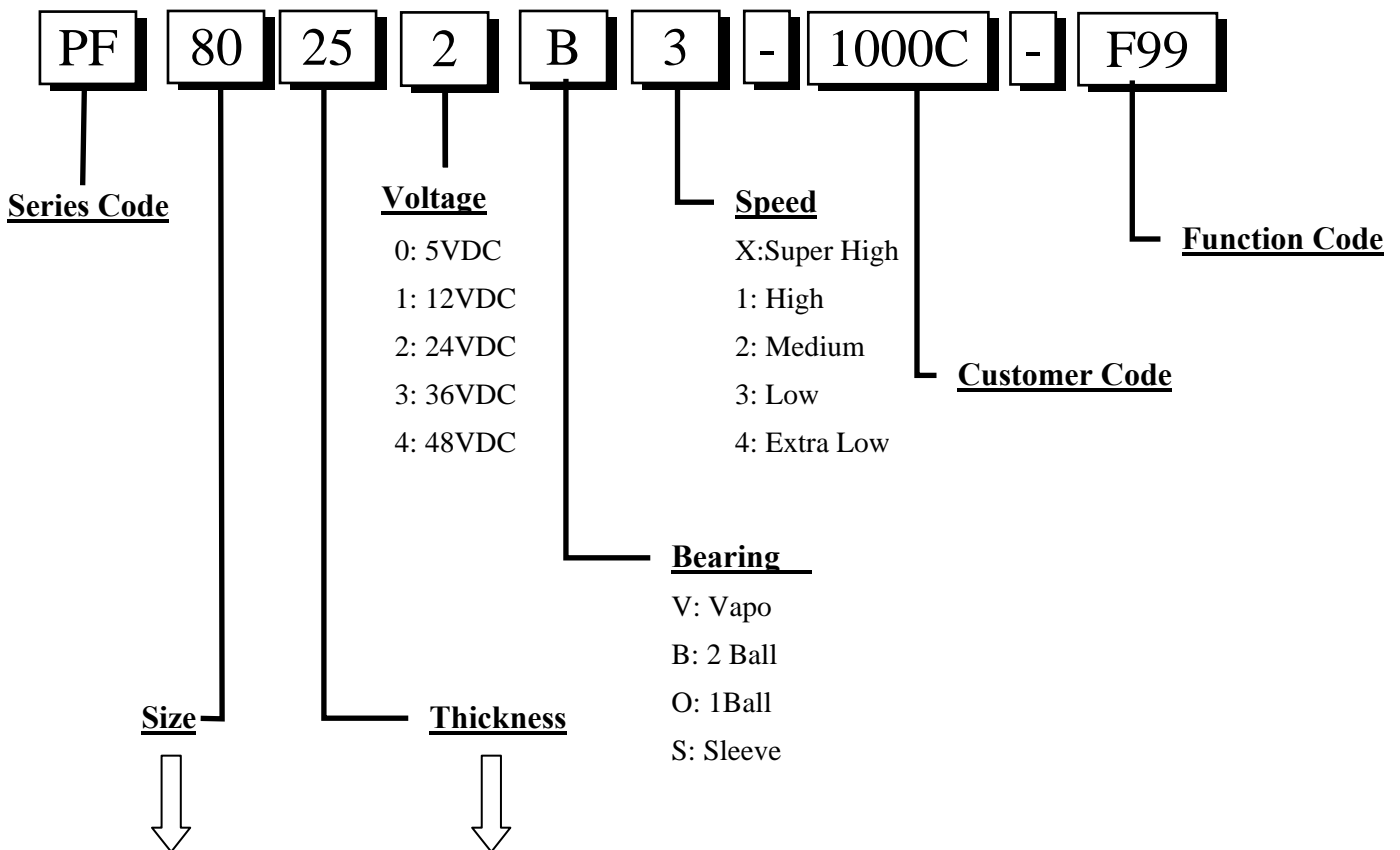 PF 80 25 2 B 3 - 1000C - F99
Series Code
Voltage
0: 5VDC
1: 12VDC
2: 24VDC
3: 36VDC
4: 48VDC
Speed
X:Super High
1: High
2: Medium
3: Low
4: Extra Low
Function Code
Customer Code
Bearing
V: Vapo
B: 2 Ball
O: 1Ball
S: Sleeve
Size
Thickness